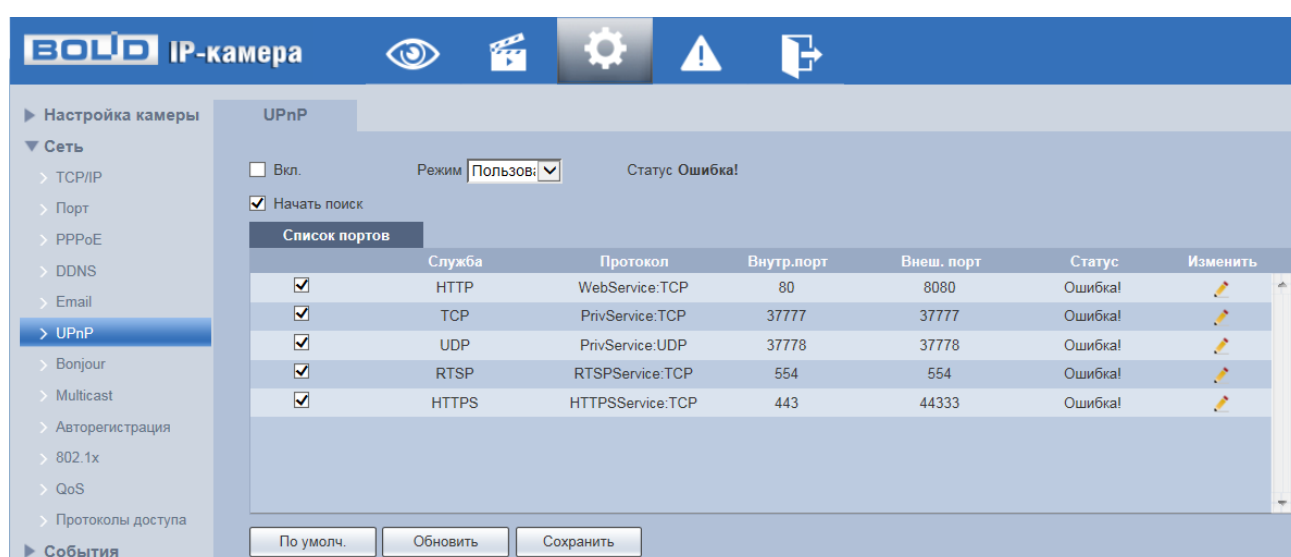 BOLID IP-камера
Настройка камеры
UPnP
Сеть
Вкл. Режим Пользова Статус Ошибка!
TCP/IP
Начать поиск
Порт
Список портов
PPPoE
Служба Протокол Внутр.порт Внеш. порт Статус Изменить
DDNS
HTTP WebService:TCP 80 8080 Ошибка!
Email
TCP PrivService:TCP 37777 37777 Ошибка!
UPnP
UDP PrivService:UDP 37778 37778 Ошибка!
Bonjour
RTSP RTSPService:TCP 554 554 Ошибка!
Multicast
HTTPS HTTPSService:TCP 443 44333 Ошибка!
Авторегистрация
802.1x
QoS
Протоколы доступа
По умолч. Обновить Сохранить
События